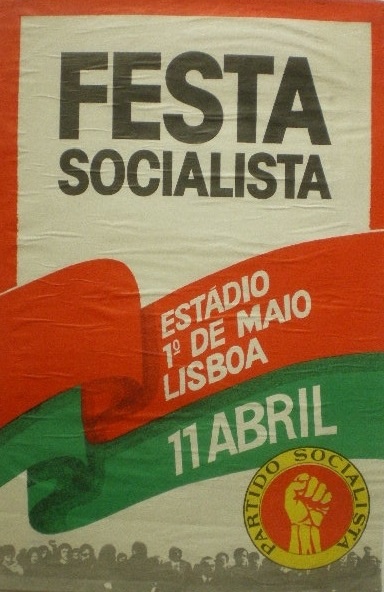 FESTA
SOCIALISTA
ESTÁDIO
1º DE MAIO
LISBOA
11 ABRIL
PARTIDO SOCIALISTA